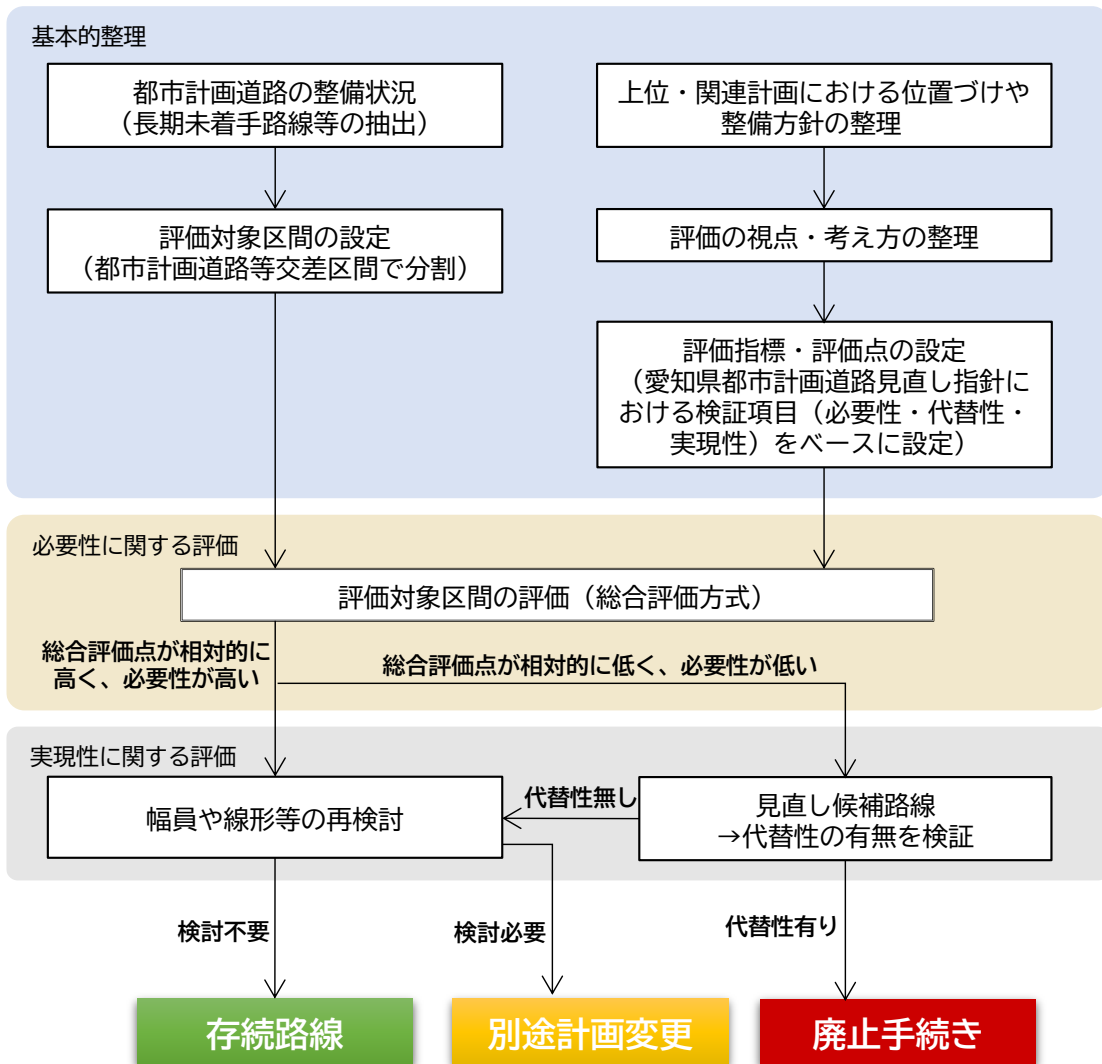 基本的整理
都市計画道路の整備状況
（長期未着手路線等の抽出）
上位・関連計画における位置づけや
整備方針の整理
評価対象区間の設定
（都市計画道路等交差区間で分割）
評価の視点・考え方の整理
評価指標・評価点の設定
（愛知県都市計画道路見直し指針に
おける検証項目（必要性・代替性・
実現性）をベースに設定）
必要性に関する評価
評価対象区間の評価（総合評価方式）
総合評価点が相対的に
高く、必要性が高い
総合評価点が相対的に低く、必要性が低い
実現性に関する評価
幅員や線形等の再検討
代替性無し
見直し候補路線
→代替性の有無を検証
検討不要
検討必要
代替性有り
存続路線
別途計画変更
廃止手続き